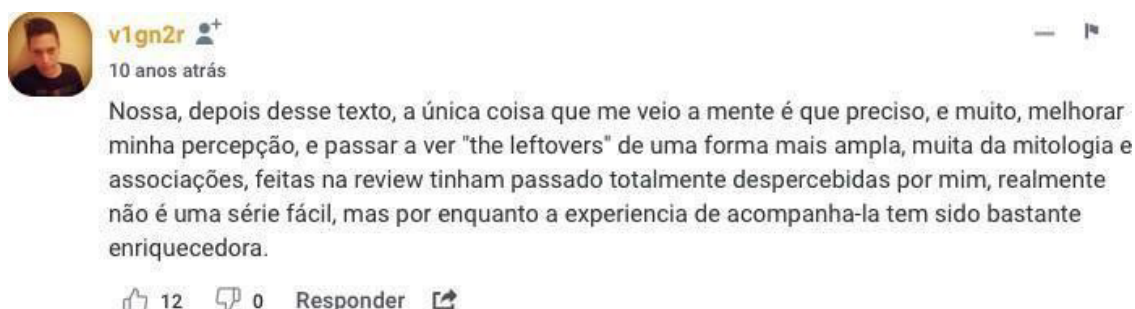 v1gn2r
10 anos atrás
Nossa, depois desse texto, a única coisa que me veio a mente é que preciso, e muito, melhorar
minha percepção, e passar a ver "the leftovers" de uma forma mais ampla, muita da mitologia e
associações, feitas na review tinham passado totalmente despercebidas por mim, realmente
não é uma série fácil, mas por enquanto a experiencia de acompanha-la tem sido bastante
enriquecedora.
12 0 Responder